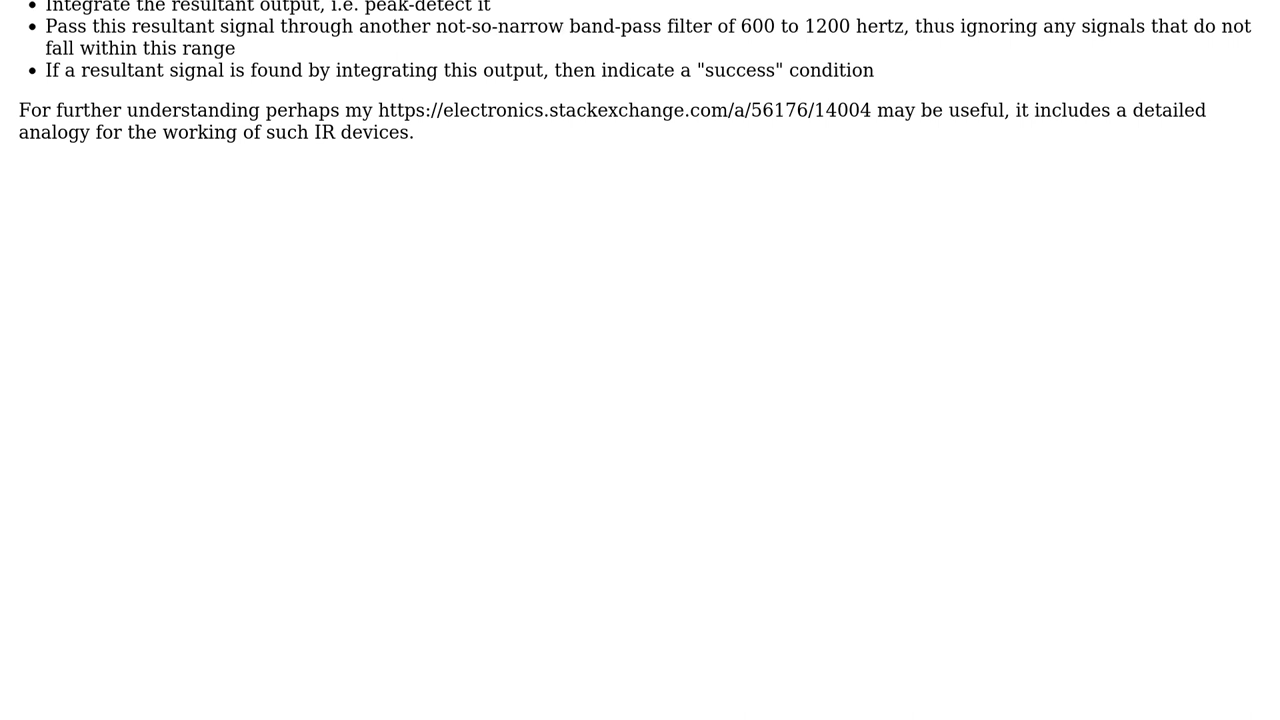 Integrate the resultant output, i.e. peak-detect it
Pass this resultant signal through another not-so-narrow band-pass filter of 600 to 1200 hertz, thus ignoring any signals that do not
fall within this range
If a resultant signal is found by integrating this output, then indicate a "success" condition
For further understanding perhaps my https://electronics.stackexchange.com/a/56176/14004 may be useful, it includes a detailed
analogy for the working of such IR devices.